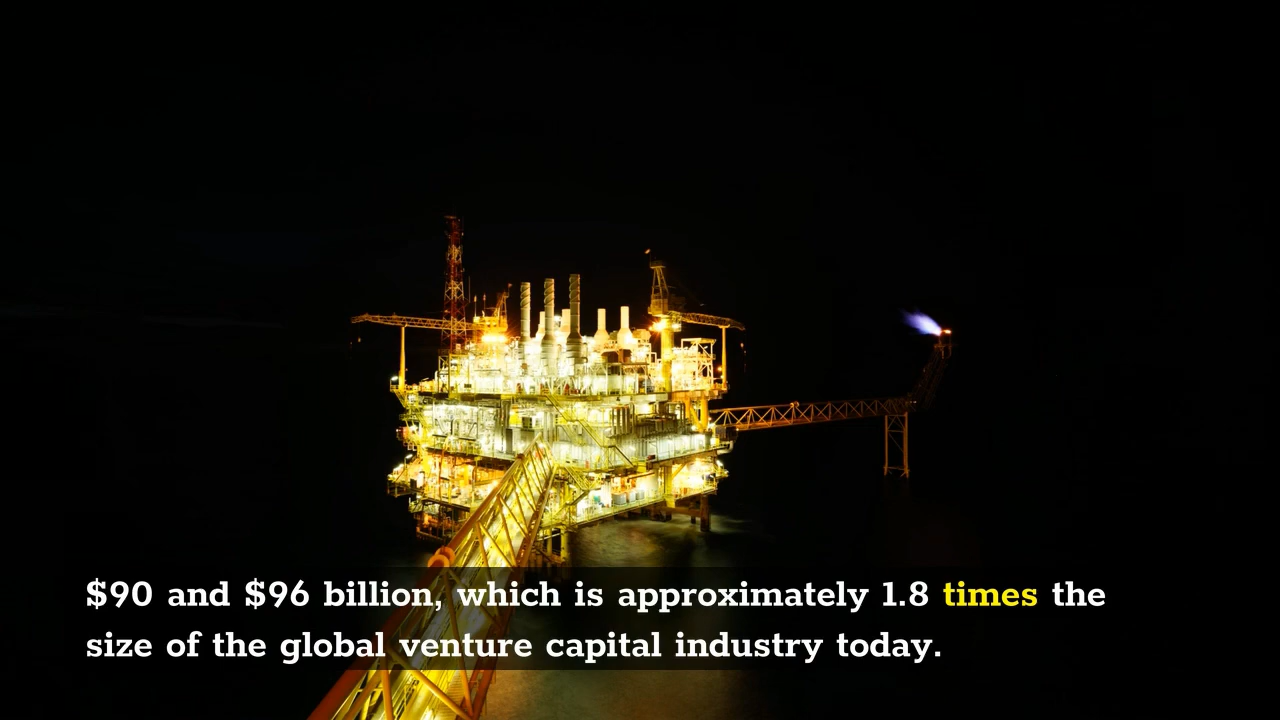 $90 and $96 billion, which is approximately 1.8 times the
size of the global venture capital industry today.